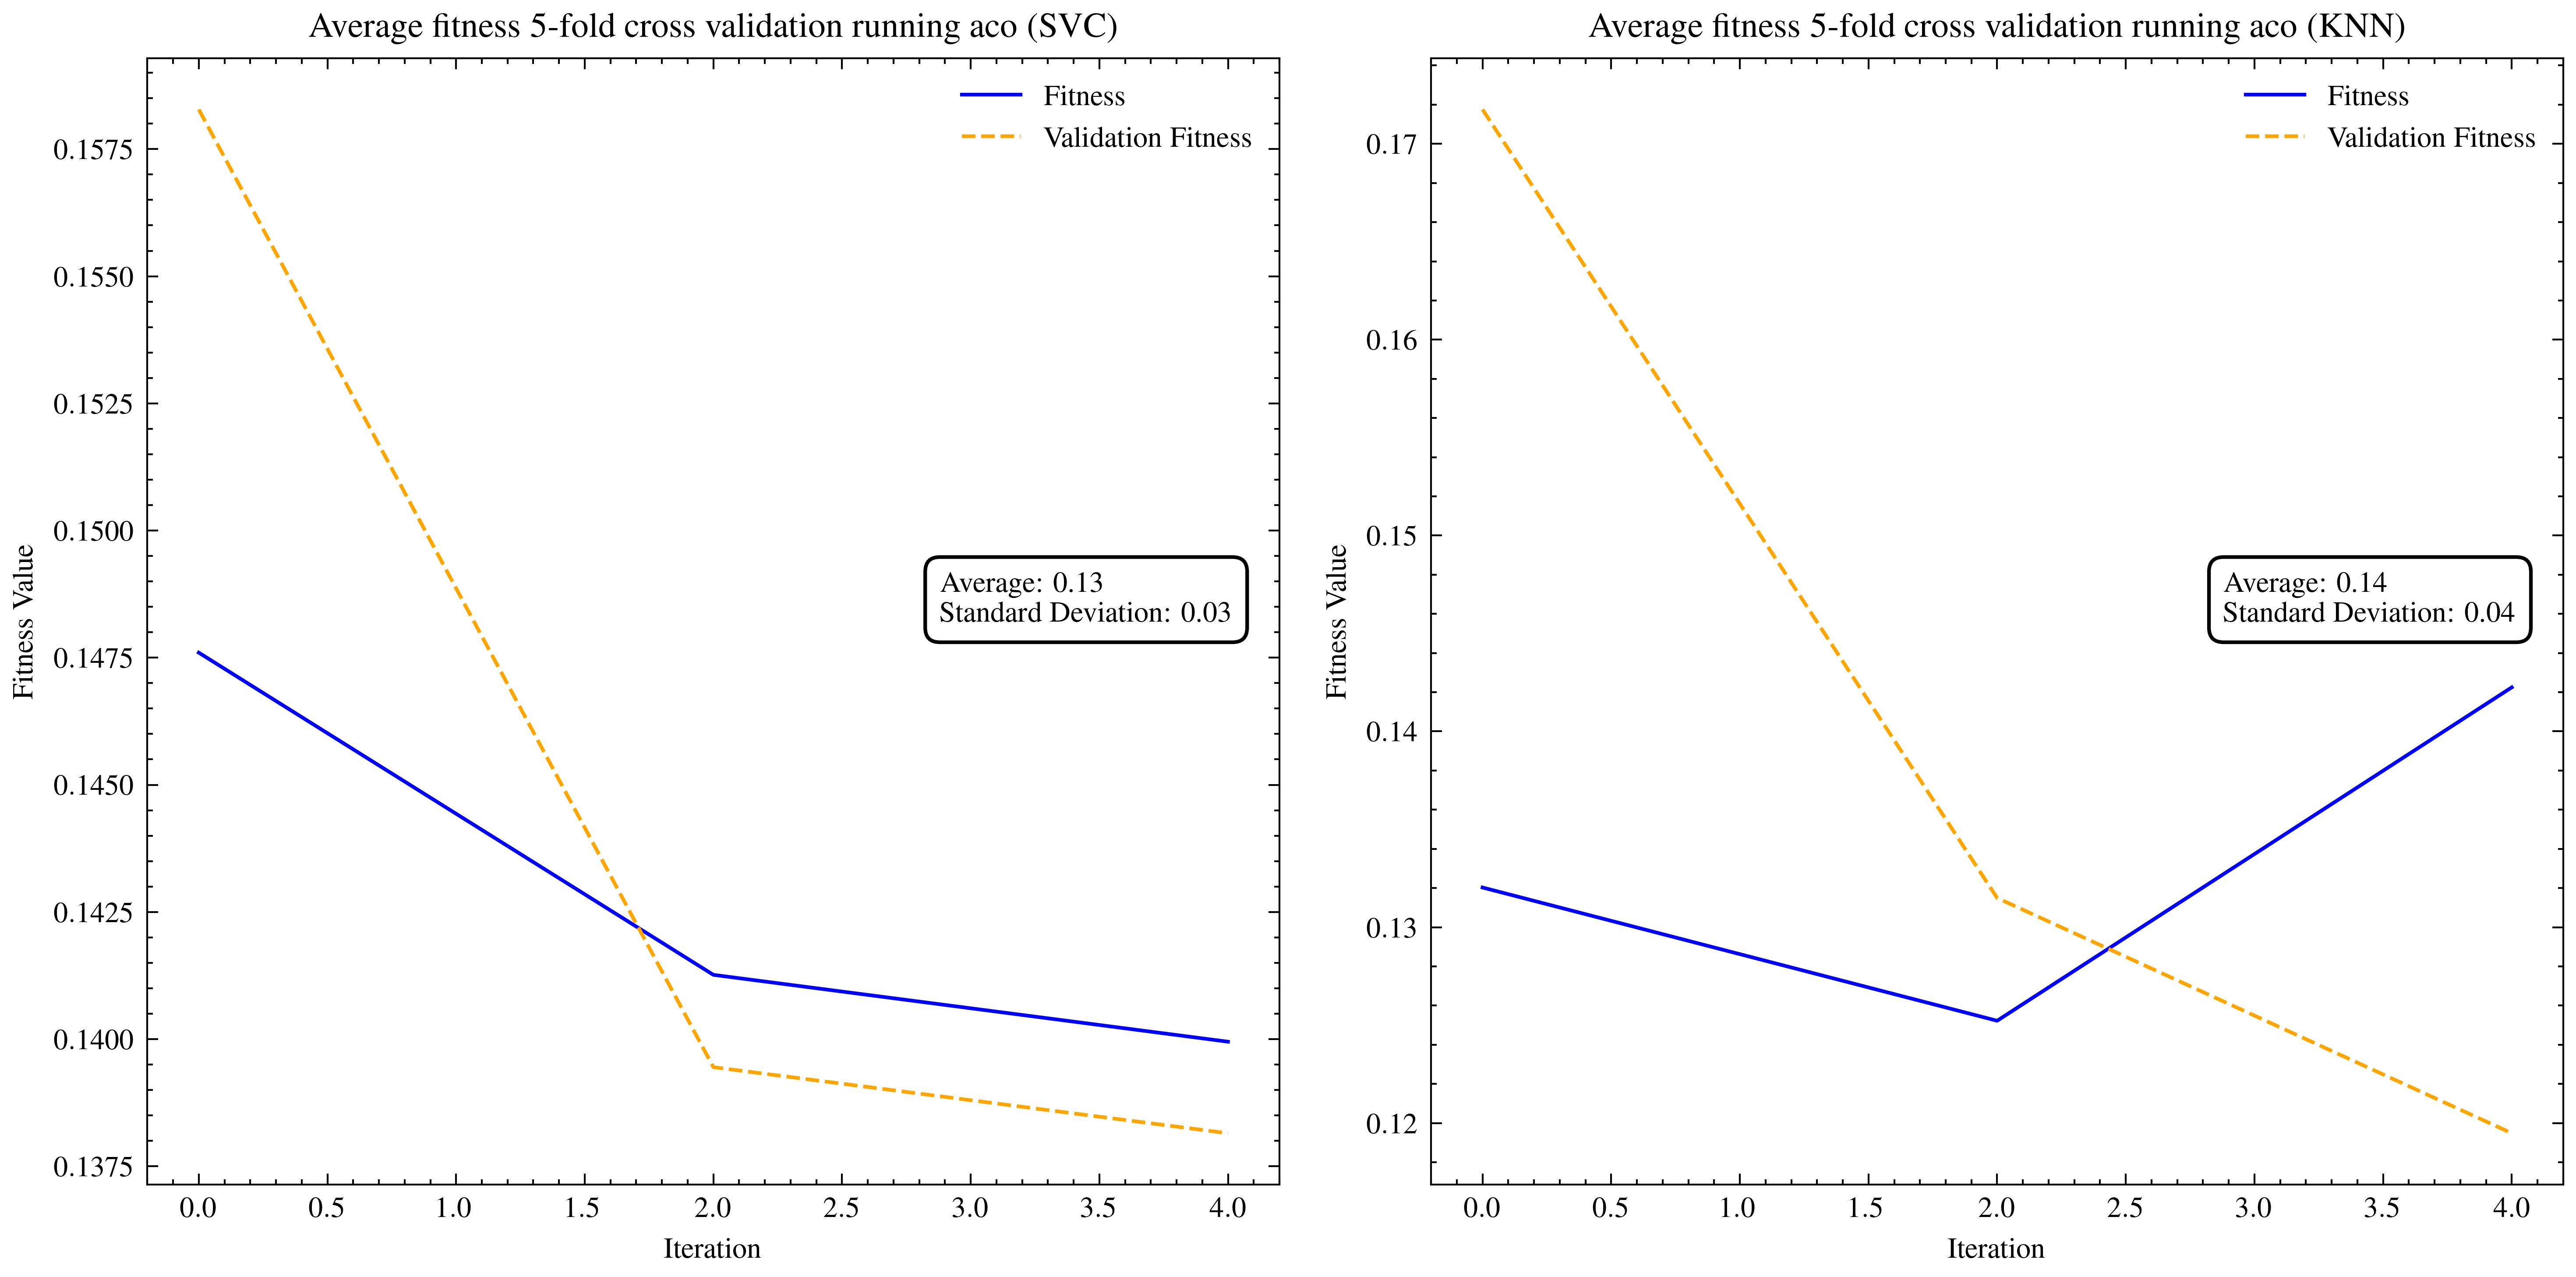 Average fitness 5-fold cross validation running aco (SVC)
Fitness
Validation Fitness
0.1575
0.1550
0.1525
0.1500
0.1475
0.1450
0.1425
0.1400
0.1375
Fitness Value
Average: 0.13
Standard Deviation: 0.03
0.0 0.5 1.0 1.5 2.0 2.5 3.0 3.5 4.0
Iteration
Average fitness 5-fold cross validation running aco (KNN)
Fitness
Validation Fitness
0.17
0.16
0.15
0.14
0.13
0.12
Fitness Value
Average: 0.14
Standard Deviation: 0.04
0.0 0.5 1.0 1.5 2.0 2.5 3.0 3.5 4.0
Iteration